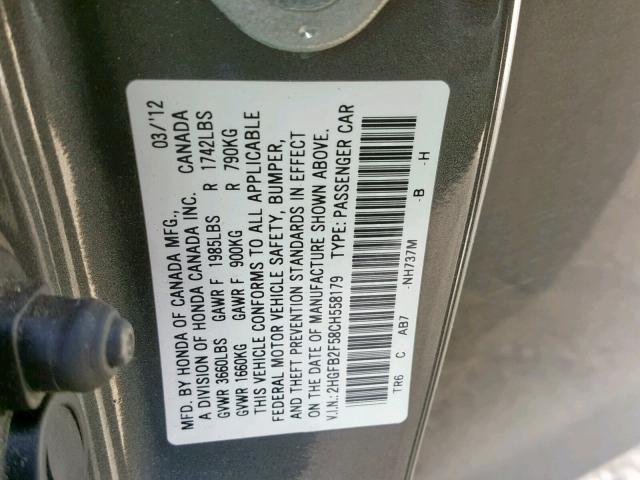 MFD. BY HONDA OF CANADA MFG., 03/'12
A DIVISION OF HONDA CANADA INC. CANADA
GVWR 3660LBS GAWR F 1985LBS R 1742LBS
GVWR 1660KG GAWR F 900KG R 790KG
THIS VEHICLE CONFORMS TO ALL APPLICABLE
FEDERAL MOTOR VEHICLE SAFETY, BUMPER,
AND THEFT PREVENTION STANDARDS IN EFFECT
ON THE DATE OF MANUFACTURE SHOWN ABOVE.
V.I.N.: 2HGFB2F58CH558179 TYPE: PASSENGER CAR
TR6 C AB7 -NH737M -B -H